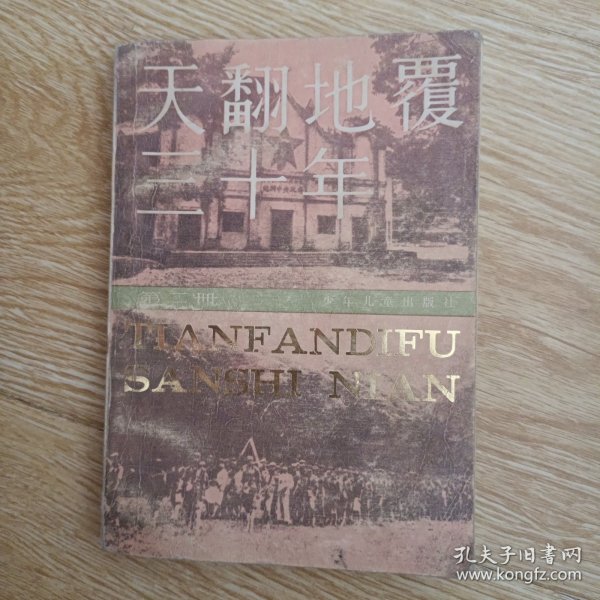 天翻地覆
三十年
少年儿童出版社
TIANFANDIFU
SANSHI NIAN
孔夫子旧书网
www.kongfz.com